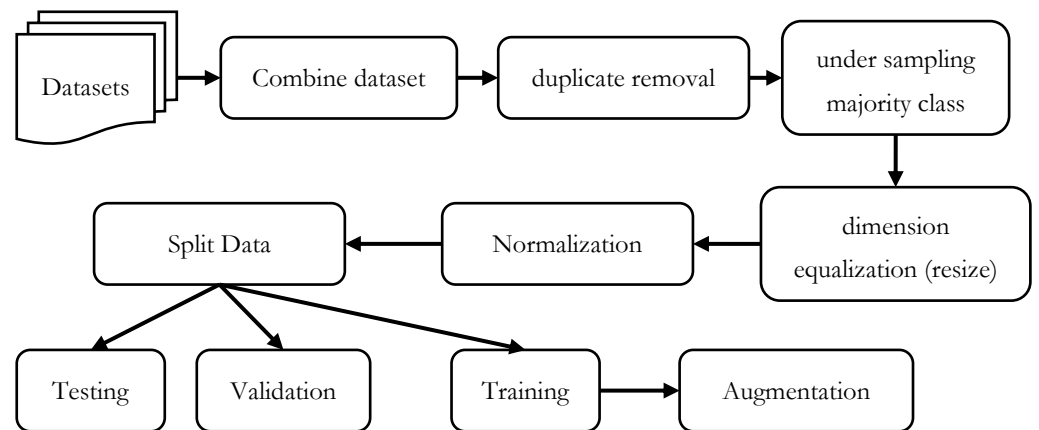 Datasets
Combine dataset
duplicate removal
under sampling
majority class
dimension
equalization (resize)
Normalization
Split Data
Testing
Validation
Training
Augmentation